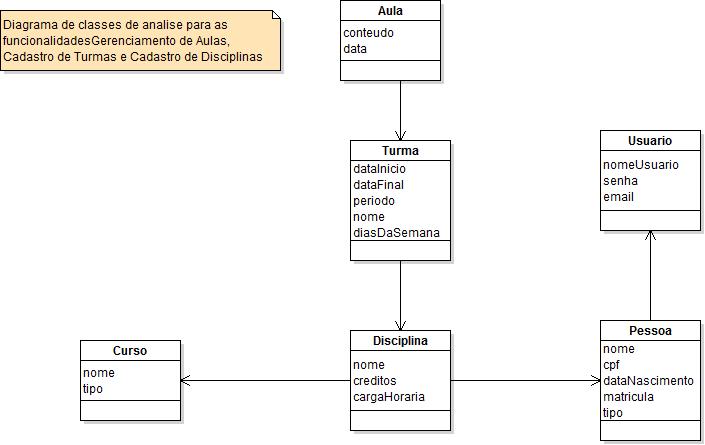 Diagrama de classes de analise para as
funcionalidadesGerenciamento de Aulas,
Cadastro de Turmas e Cadastro de Disciplinas
Aula
conteudo
data
Turma
dataInicio
dataFinal
periodo
nome
diasDaSemana
Usuario
nomeUsuario
senha
email
Curso
nome
tipo
Disciplina
nome
creditos
cargaHoraria
Pessoa
nome
cpf
dataNascimento
matricula
tipo